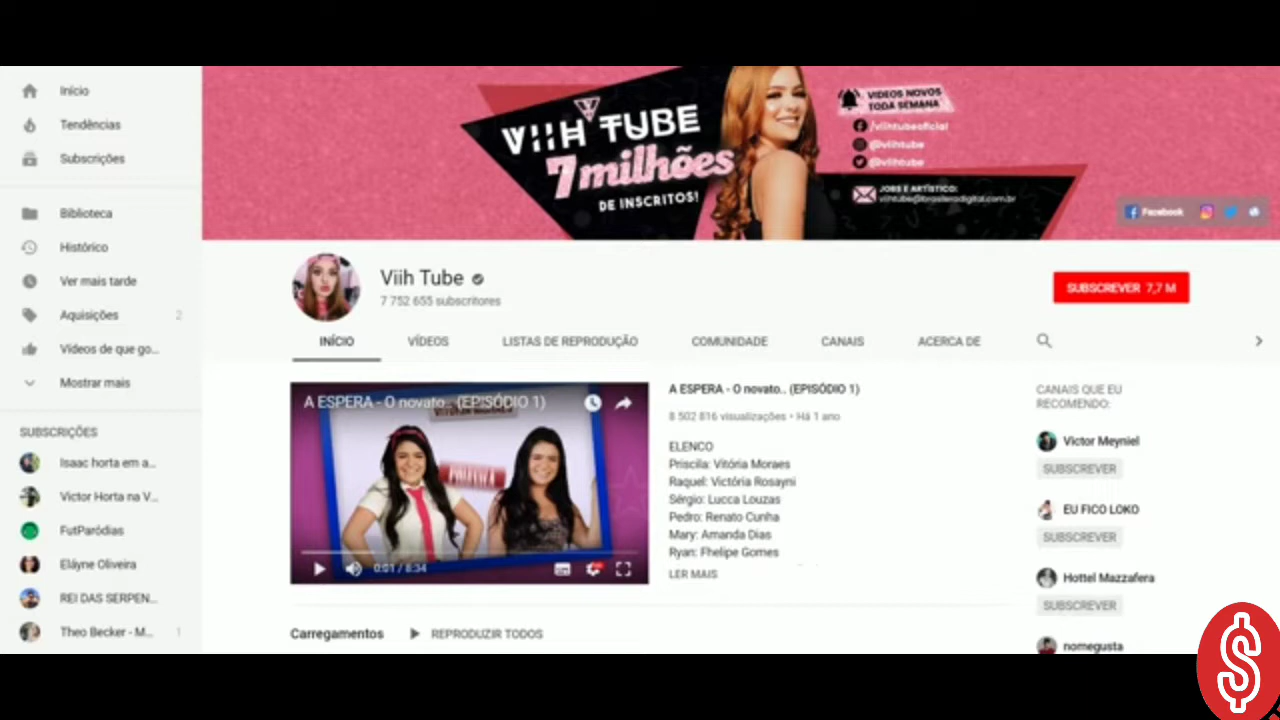 Início
Tendências
Subscrições
Biblioteca
Histórico
Ver mais tarde
Aquisições 2
Vídeos de que go...
Mostrar mais
SUBSCRIÇÕES
Isaac horta em a...
Victor Horta na V...
FutParódias
Eláyne Oliveira
REI DAS SERPEN...
Theo Becker - M... 1
VIIH TUBE
7 milhões
DE INSCRITOS!
VIDEOS NOVOS
TODA SEMANA
/viihtubeoficial
@viihtube
@viihtube
JOBS E ARTÍSTICO:
viihtube@brasileradigital.com.br
Facebook
Viih Tube
7 752 655 subscritores
SUBSCREVER 7,7 M
INÍCIO VÍDEOS LISTAS DE REPRODUÇÃO COMUNIDADE CANAIS ACERCA DE
A ESPERA - O novato.. (EPISÓDIO 1)
0:01 / 8:34
A ESPERA - O novato.. (EPISÓDIO 1)
8 502 816 visualizações • Há 1 ano
ELENCO
Priscila: Vitória Moraes
Raquel: Victória Rosayni
Sérgio: Lucca Louzas
Pedro: Renato Cunha
Mary: Amanda Dias
Ryan: Fhelipe Gomes
LER MAIS
CANAIS QUE EU
RECOMENDO:
Victor Meyniel
SUBSCREVER
EU FICO LOKO
SUBSCREVER
Hottel Mazzafera
SUBSCREVER
nomegusta
Carregamentos REPRODUZIR TODOS
$